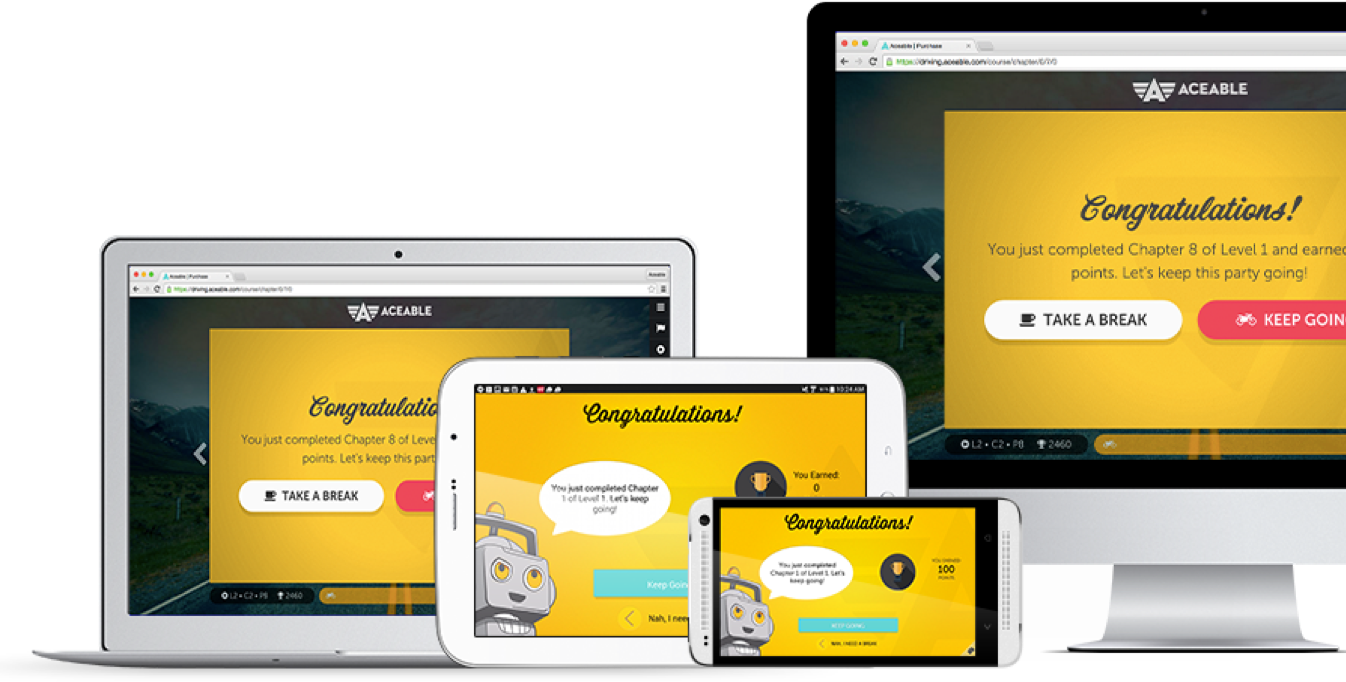 Aceable | Purchase
https://driving.aceable.com/course/chapter/0/7/0
ACEABLE
Congratulations!
You just completed Chapter 8 of Level 1 and earned
points. Let's keep this party going!
TAKE A BREAK
KEEP GOIN
L2 • C2 • P8 2460
Aceable | Purchase
Aceable
https://driving.aceable.com/course/chapter/0/7/0
ACEABLE
Congratulatio
You just completed Chapter 8 of Leve
points. Let's keep this part
TAKE A BREAK
L2 • C2 • P8 2460
10:24 AM
Congratulations!
You just completed Chapter
1 of Level 1. Let's keep
going!
You Earned:
0
Keep Goin
Nah, I nee
Congratulations!
You just completed
Chapter 1 of Level 1. Let's
keep going!
YOU EARNED:
100
POINTS
KEEP GOING
NAH, I NEED A BREAK